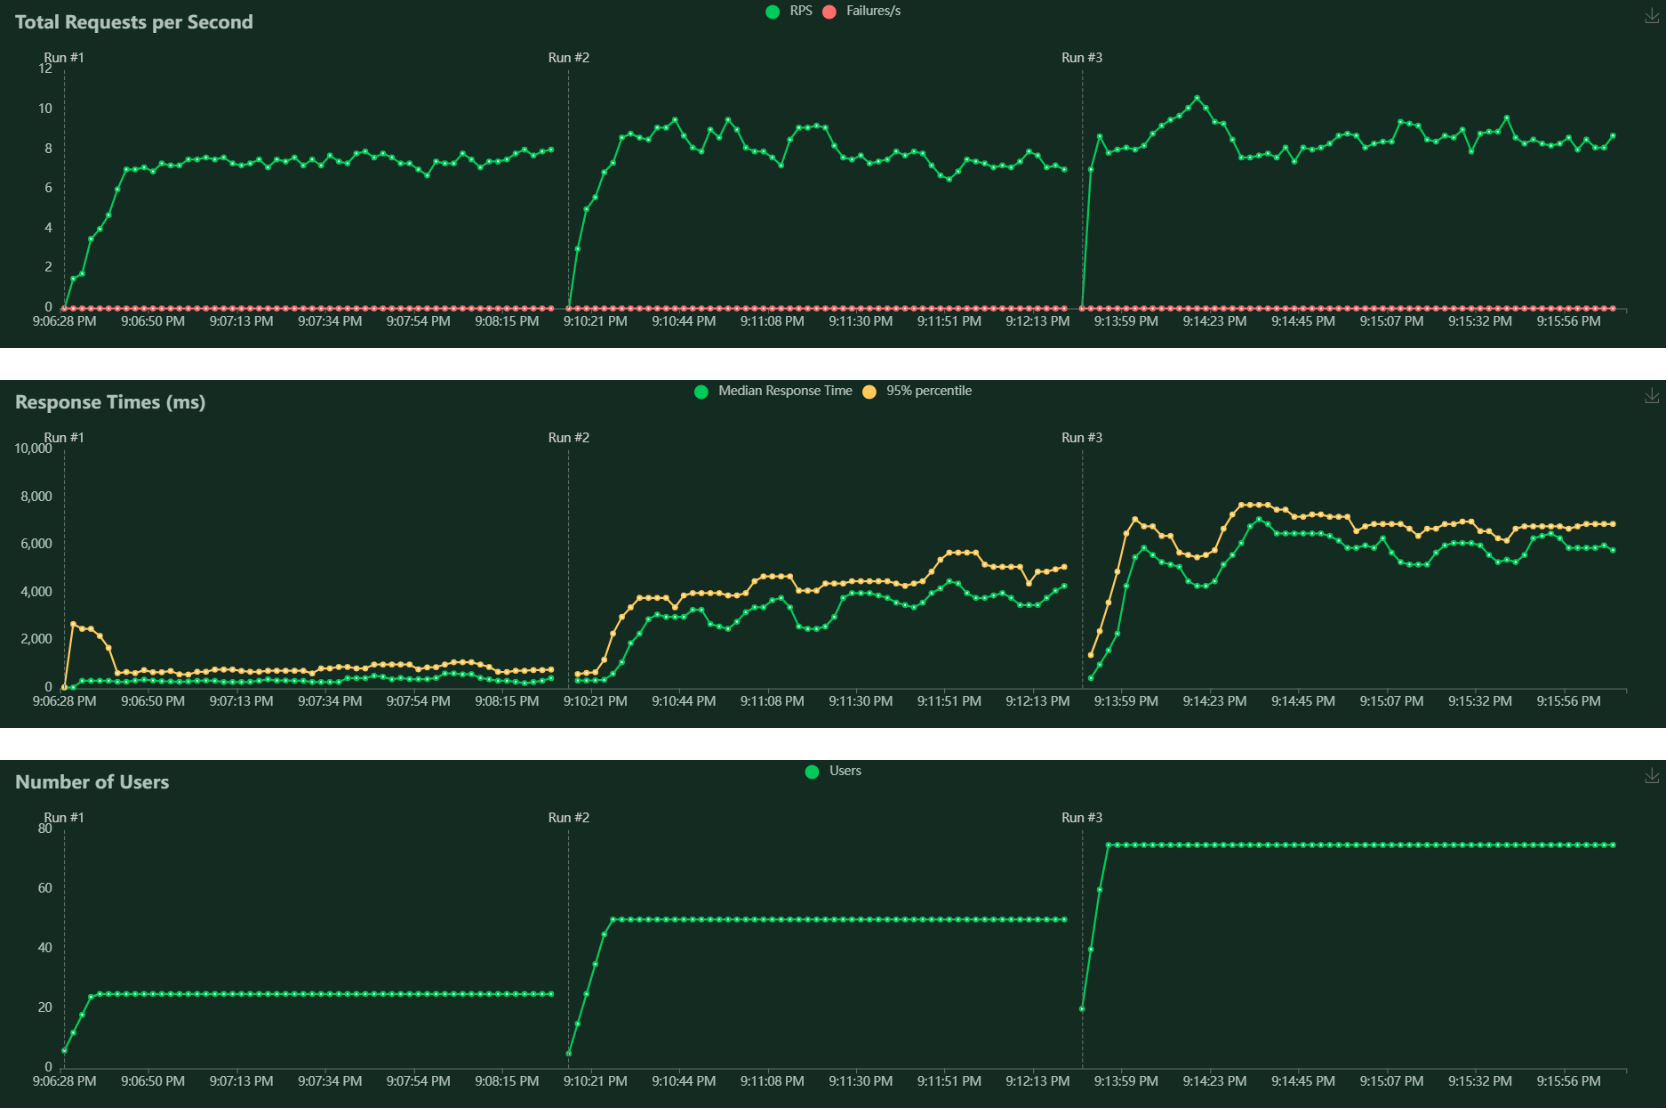 Total Requests per Second
RPS Failures/s
Run #1 Run #2 Run #3
12
10
8
6
4
2
0
9:06:28 PM 9:06:50 PM 9:07:13 PM 9:07:34 PM 9:07:54 PM 9:08:15 PM 9:10:21 PM 9:10:44 PM 9:11:08 PM 9:11:30 PM 9:11:51 PM 9:12:13 PM 9:13:59 PM 9:14:23 PM 9:14:45 PM 9:15:07 PM 9:15:32 PM 9:15:56 PM
Response Times (ms)
Median Response Time 95% percentile
Run #1 Run #2 Run #3
10,000
8,000
6,000
4,000
2,000
0
9:06:28 PM 9:06:50 PM 9:07:13 PM 9:07:34 PM 9:07:54 PM 9:08:15 PM 9:10:21 PM 9:10:44 PM 9:11:08 PM 9:11:30 PM 9:11:51 PM 9:12:13 PM 9:13:59 PM 9:14:23 PM 9:14:45 PM 9:15:07 PM 9:15:32 PM 9:15:56 PM
Number of Users
Users
Run #1 Run #2 Run #3
80
60
40
20
0
9:06:28 PM 9:06:50 PM 9:07:13 PM 9:07:34 PM 9:07:54 PM 9:08:15 PM 9:10:21 PM 9:10:44 PM 9:11:08 PM 9:11:30 PM 9:11:51 PM 9:12:13 PM 9:13:59 PM 9:14:23 PM 9:14:45 PM 9:15:07 PM 9:15:32 PM 9:15:56 PM